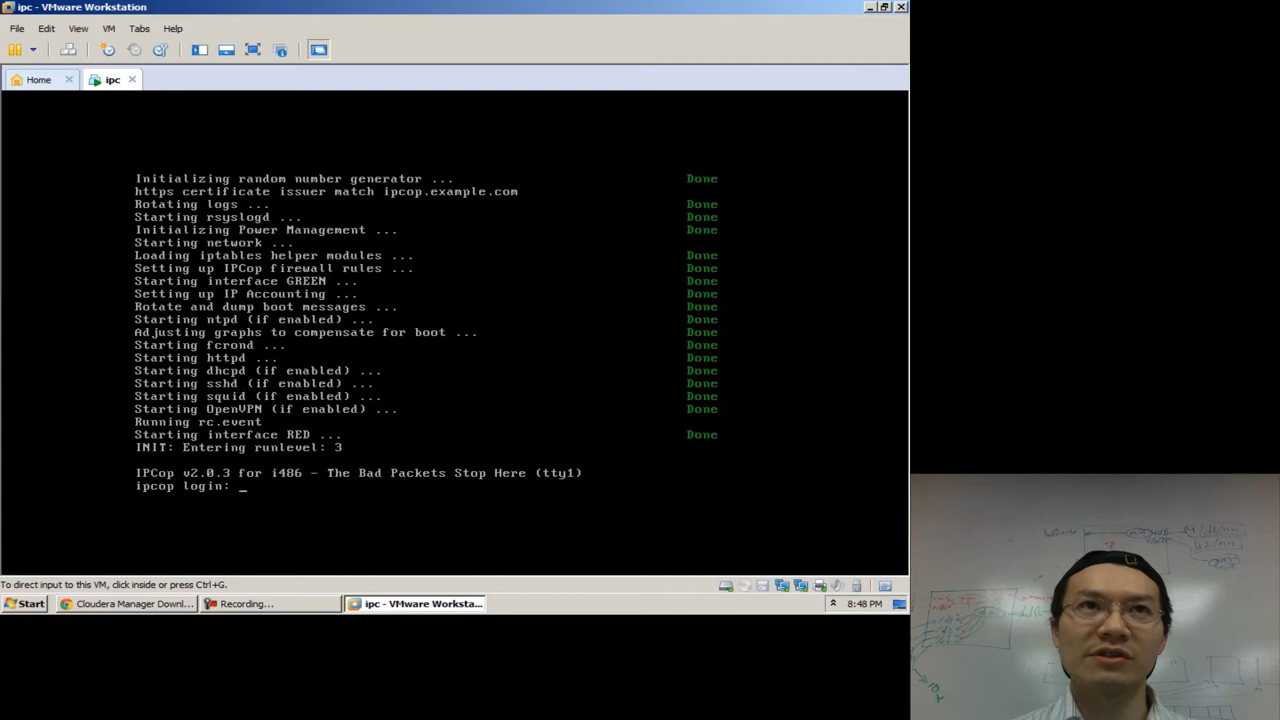 ipc - VMware Workstation
File Edit View VM Tabs Help
Home ipc
Initializing random number generator ... Done
https certificate issuer match ipcop.example.com
Rotating logs ... Done
Starting rsyslogd ... Done
Initializing Power Management ... Done
Starting network ...
Loading iptables helper modules ... Done
Setting up IPCop firewall rules ... Done
Starting interface GREEN ... Done
Setting up IP Accounting ... Done
Rotate and dump boot messages ... Done
Starting ntpd (if enabled) ... Done
Adjusting graphs to compensate for boot ... Done
Starting fcrond ... Done
Starting httpd ... Done
Starting dhcpd (if enabled) ... Done
Starting sshd (if enabled) ... Done
Starting squid (if enabled) ... Done
Starting OpenVPN (if enabled) ... Done
Running rc.event
Starting interface RED ... Done
INIT: Entering runlevel: 3
IPCop v2.0.3 for i486 - The Bad Packets Stop Here (tty1)
ipcop login: _
To direct input to this VM, click inside or press Ctrl+G.
Start Cloudera Manager Downl... Recording... ipc - VMware Worksta... 8:48 PM